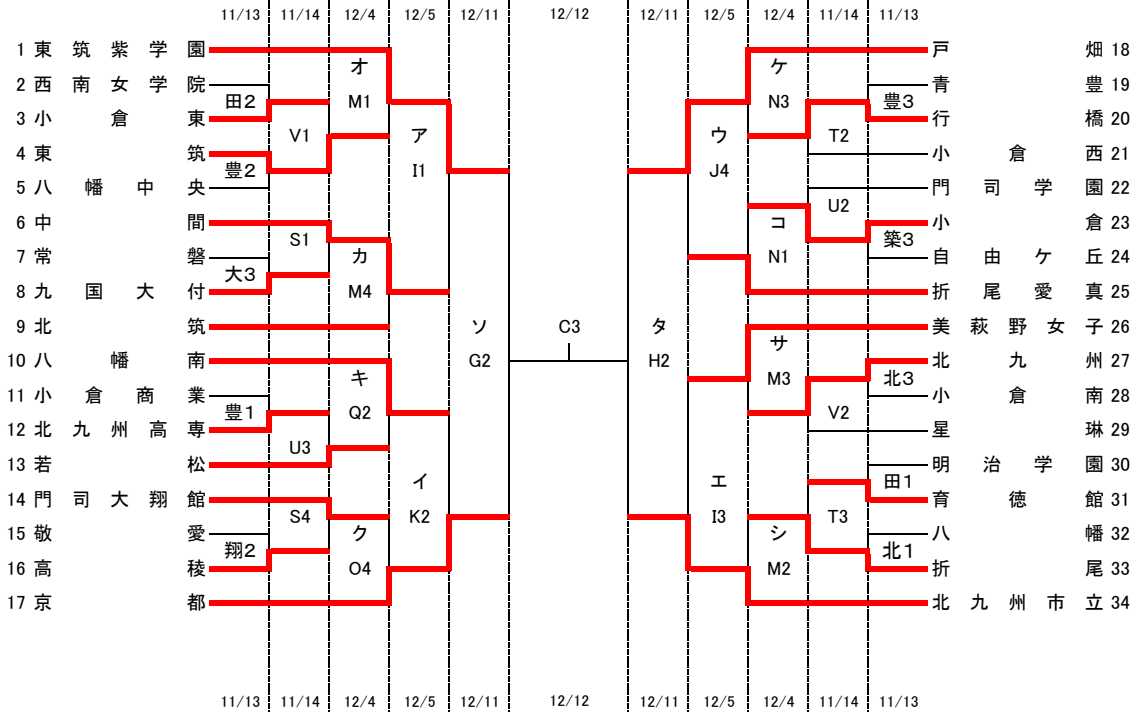 11/13 11/14 12/4 12/5 12/11 12/12 12/11 12/5 12/4 11/14 11/13
1 東筑紫学園 戸畑 18
オ ケ
2 西南女学院 青豊 19
田2 M1 N3 豊3
3 小倉東 行橋 20
V1 ア ウ T2
4 東筑 小倉西 21
豊2 I1 J4
5 八幡中央 門司学園 22
U2
6 中間 小倉 23
S1 コ 築3
7 常磐 自由ケ丘 24
カ N1
大3
8 九国大付 折尾愛真 25
M4
9 北筑 ソ C3 タ 美萩野女子 26
サ
10 八幡南 G2 H2 北九州 27
キ M3 北3
11 小倉商業 小倉南 28
豊1 Q2 V2
12 北九州高専 星琳 29
U3
13 若松 明治学園 30
イ エ 田1
14 門司大翔館 育徳館 31
S4 K2 I3 T3
15 敬愛 八幡 32
ク シ
翔2 北1
16 高稜 O4 M2 折尾 33
17 京都 北九州市立 34
11/13 11/14 12/4 12/5 12/11 12/12 12/11 12/5 12/4 11/14 11/13